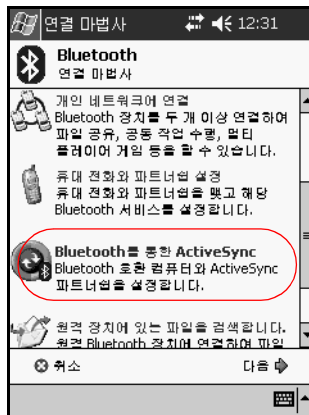 연결 마법사 12:31
Bluetooth
연결 마법사
개인 네트워크에 연결
Bluetooth 장치를 두 개 이상 연결하여
파일 공유, 공동 작업 수행, 멀티
플레이어 게임 등을 할 수 있습니다.
휴대 전화와 파트너쉽 설정
휴대 전화와 파트너쉽을 맺고 해당
Bluetooth 서비스를 설정합니다.
Bluetooth를 통한 ActiveSync
Bluetooth 호환 컴퓨터와 ActiveSync
파트너쉽을 설정합니다.
원격 장치에 있는 파일을 검색합니다.
원격 Bluetooth 장치에 연결하여 파일
취소 다음